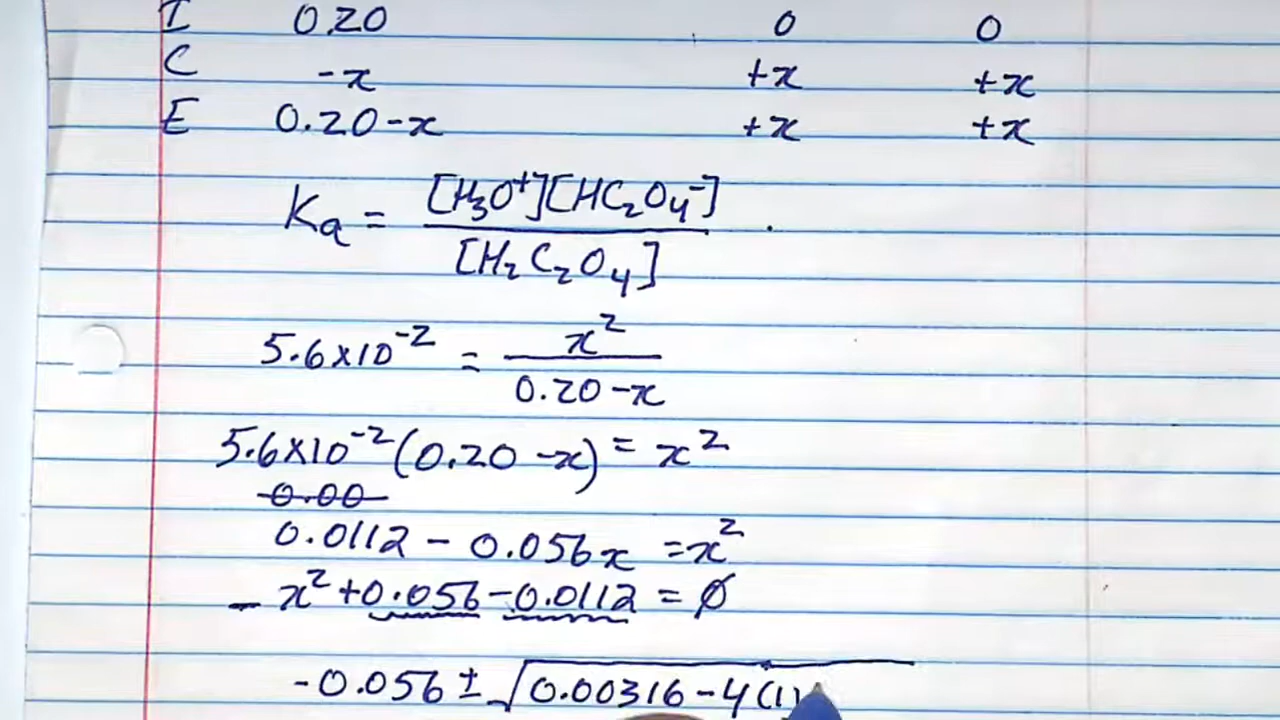 I 0.20 0 0
C -x +x +x
E 0.20-x +x +x
Ka = [H3O+][HC2O4-] / [H2C2O4]
5.6x10^-2 = x^2 / 0.20-x
5.6x10^-2(0.20-x) = x^2
0.00
0.0112 - 0.056x = x^2
- x^2+0.056-0.0112 = 0
-0.056 ± √0.00316-4(1)